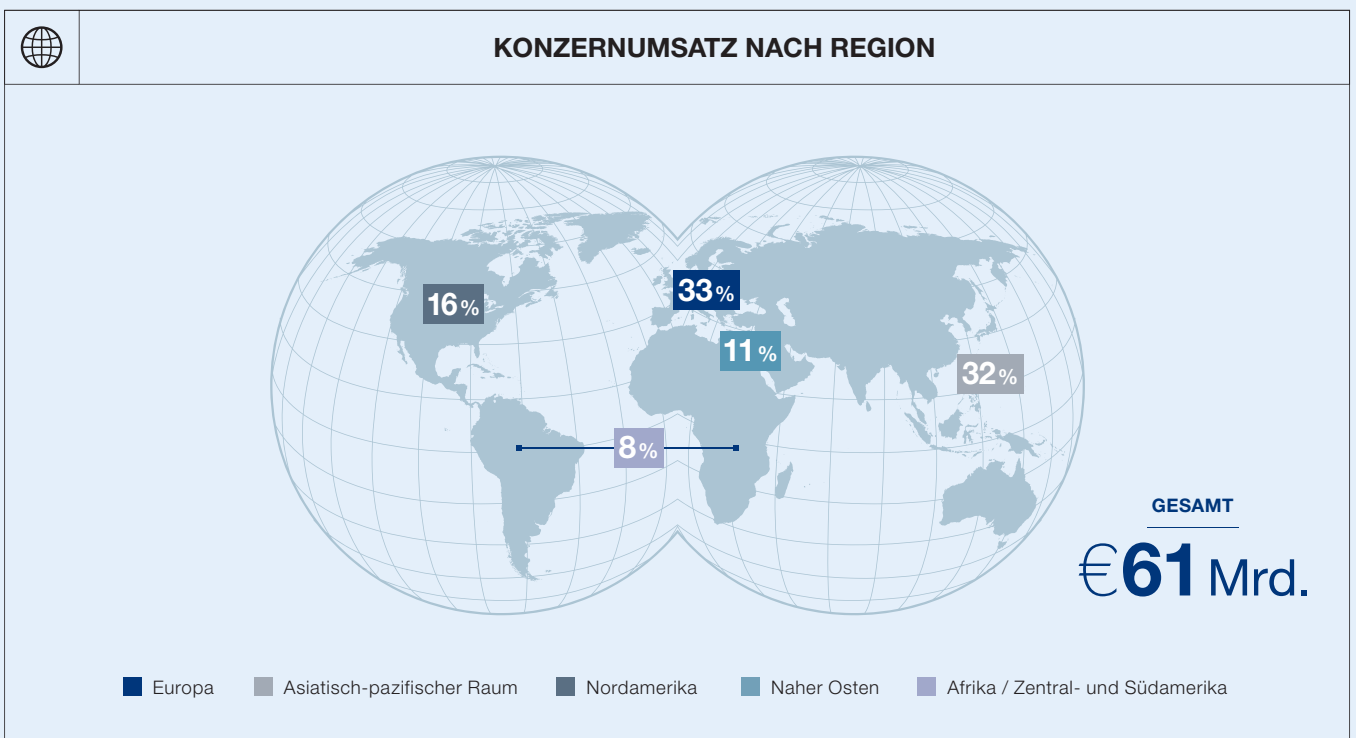 KONZERNUMSATZ NACH REGION
16 %
33 %
11 %
32 %
8 %
GESAMT
€61 Mrd.
Europa
Asiatisch-pazifischer Raum
Nordamerika
Naher Osten
Afrika / Zentral- und Südamerika